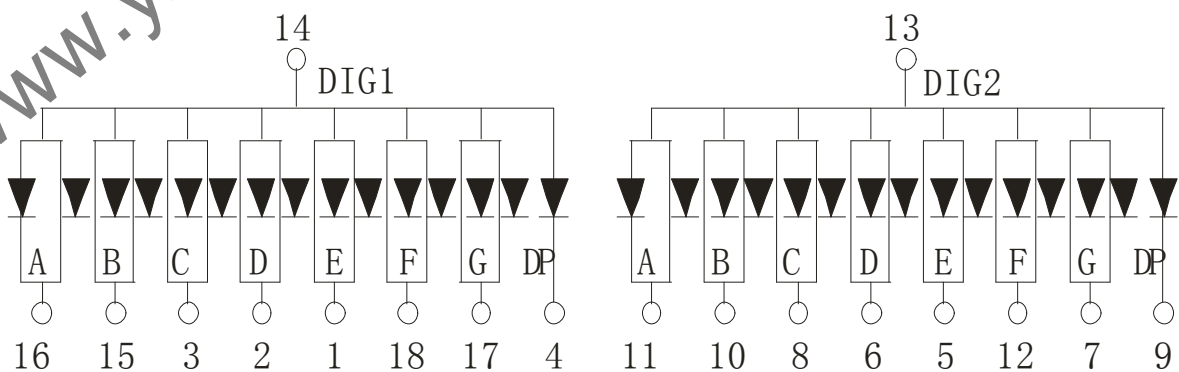 14 13
DIG1 DIG2
A B C D E F G DP A B C D E F G DP
16 15 3 2 1 18 17 4 11 10 8 6 5 12 7 9